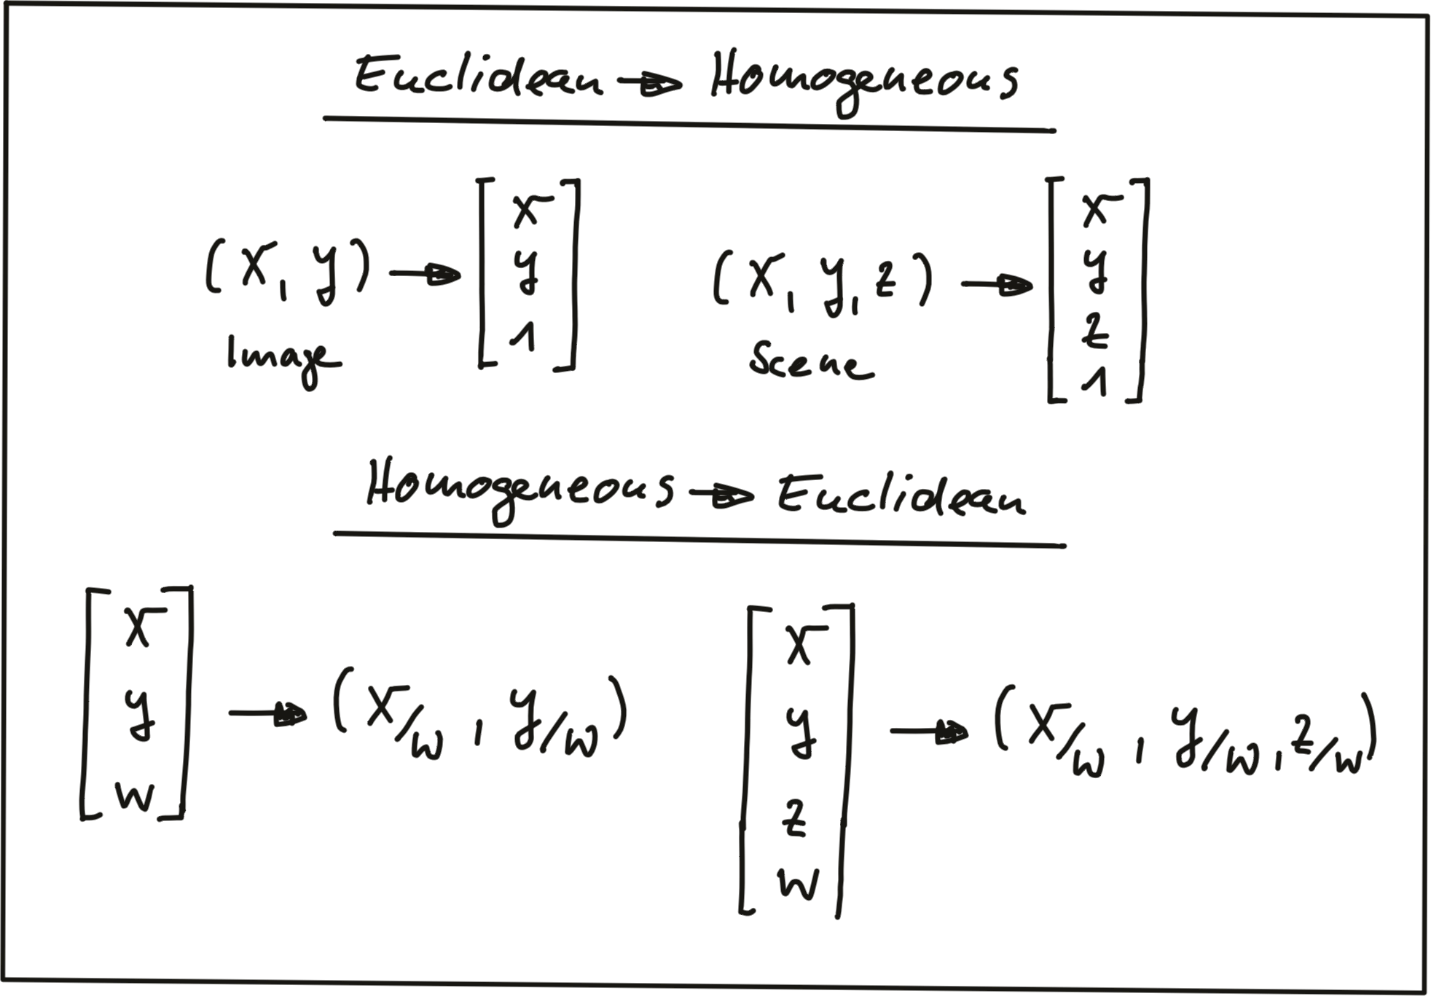 Euclidean → Homogeneous
(x, y) → [x y 1]
Image
(x, y, z) → [x y z 1]
Scene
Homogeneous → Euclidean
[x y w] → (x/w, y/w)
[x y z w] → (x/w, y/w, z/w)